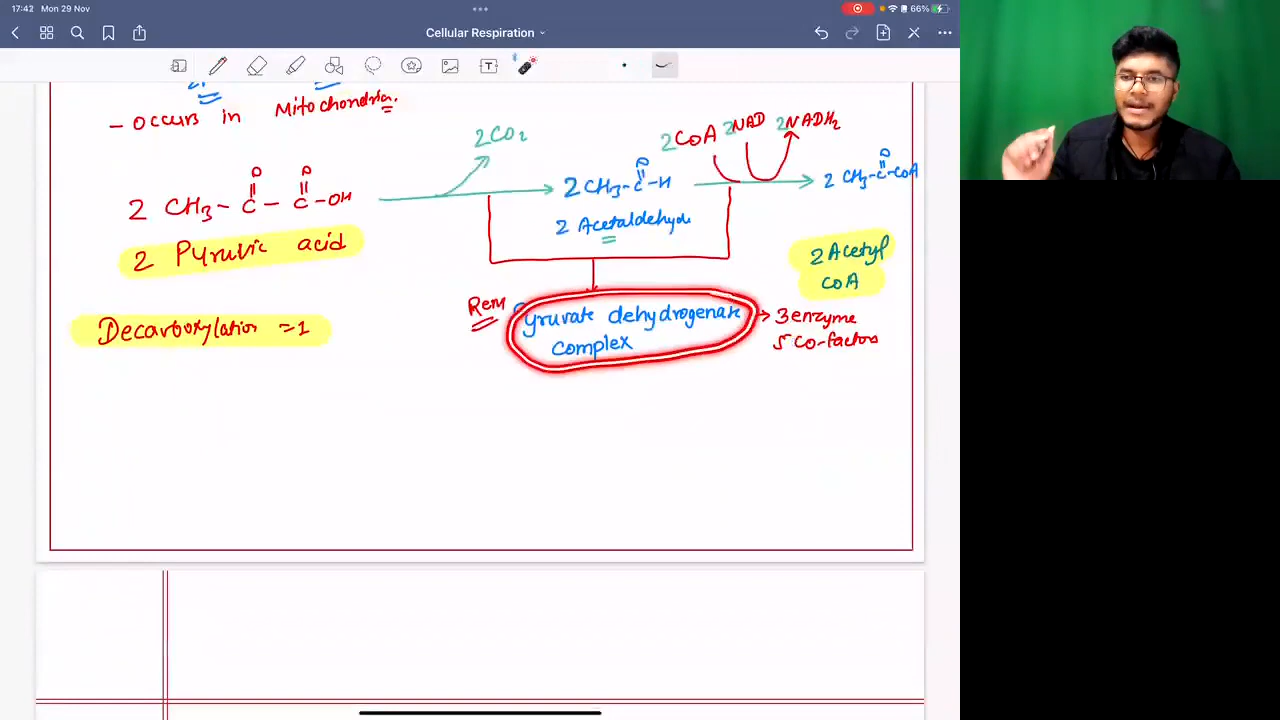 17:42 Mon 29 Nov
66%
Cellular Respiration
T
- occurs in Mitochondria.
2CO2
2CoA 2NAD 2NADH2
O O
2 CH3 - C - C - OH
O
2 CH3-C-H
O
2 CH3-C-CoA
2 Acetaldehyde
2 Pyruvic acid
2 Acetyl
CoA
Rem
Pyruvate dehydrogenate
complex
3 enzyme
5 Co-factors
Decarboxylation =1